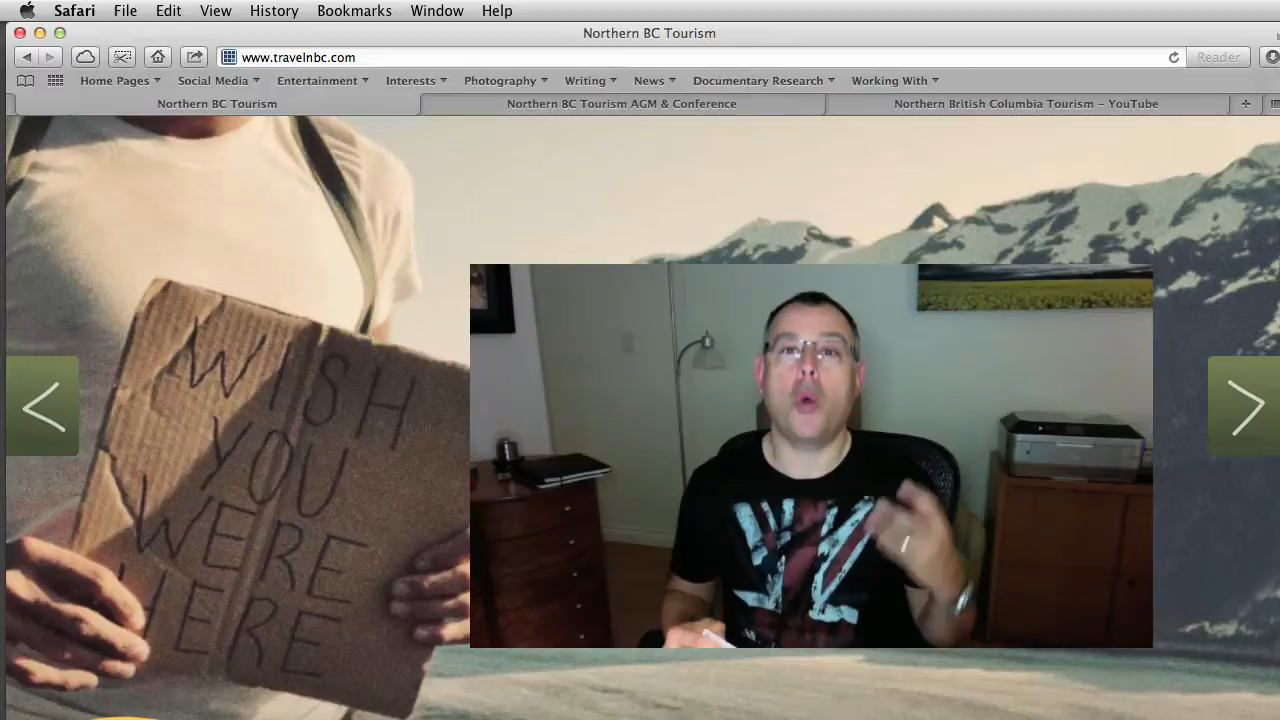 Safari File Edit View History Bookmarks Window Help
Northern BC Tourism
www.travelnbc.com Reader
Home Pages Social Media Entertainment Interests Photography Writing News Documentary Research Working With
Northern BC Tourism Northern BC Tourism AGM & Conference Northern British Columbia Tourism – YouTube
WISH
YOU
WERE
HERE